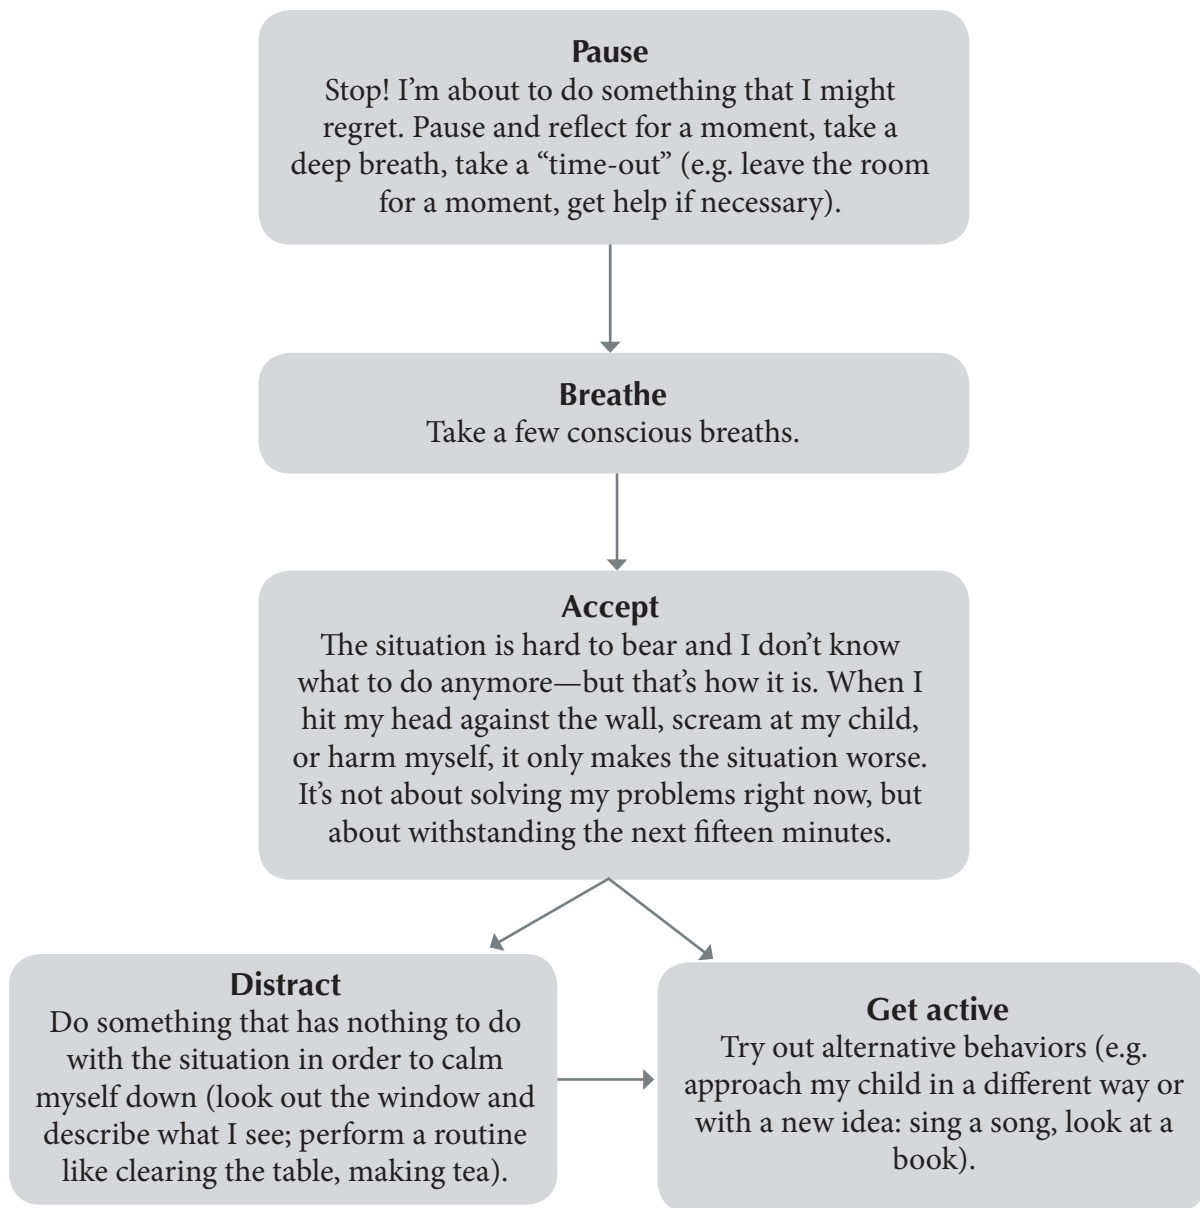 Pause
Stop! I’m about to do something that I might
regret. Pause and reflect for a moment, take a
deep breath, take a “time-out” (e.g. leave the room
for a moment, get help if necessary).
Breathe
Take a few conscious breaths.
Accept
The situation is hard to bear and I don’t know
what to do anymore—but that’s how it is. When I
hit my head against the wall, scream at my child,
or harm myself, it only makes the situation worse.
It’s not about solving my problems right now, but
about withstanding the next fifteen minutes.
Distract
Do something that has nothing to do
with the situation in order to calm
myself down (look out the window and
describe what I see; perform a routine
like clearing the table, making tea).
Get active
Try out alternative behaviors (e.g.
approach my child in a different way or
with a new idea: sing a song, look at a
book).